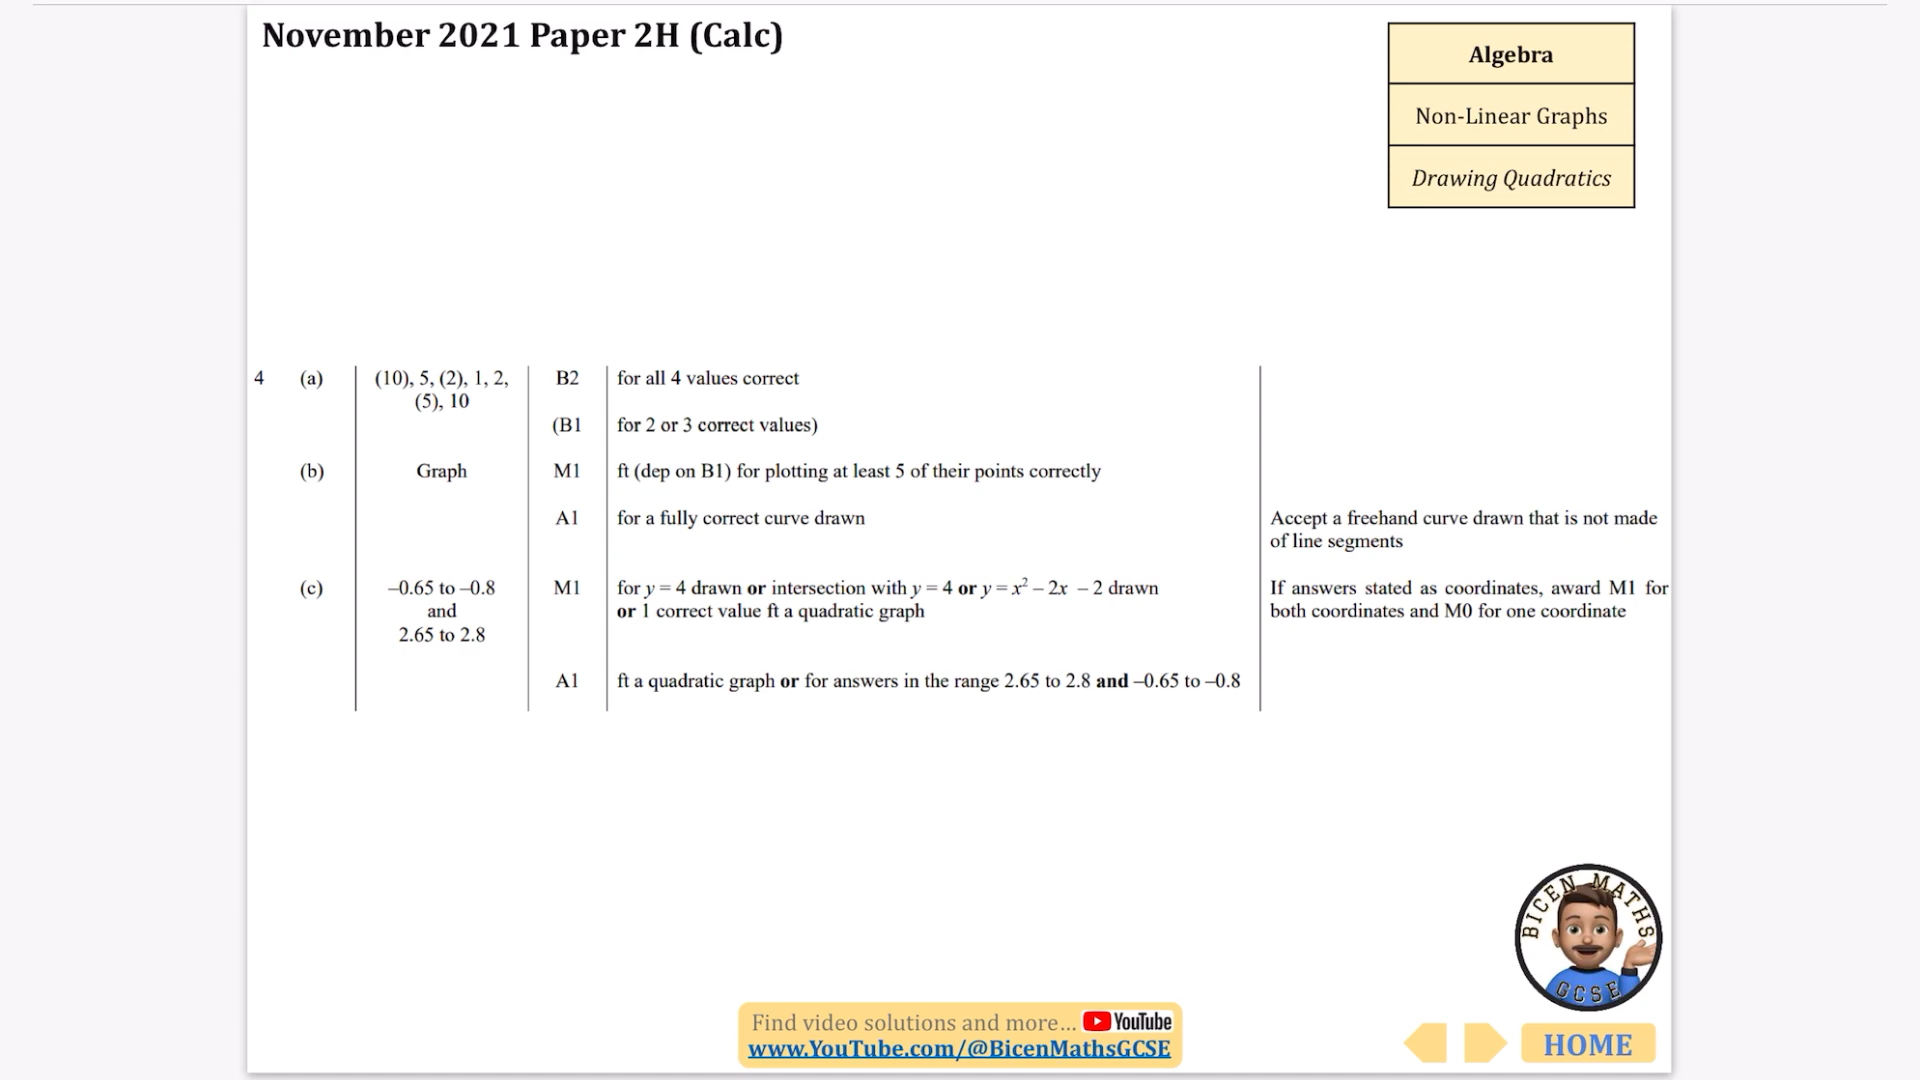 November 2021 Paper 2H (Calc)
Algebra
Non-Linear Graphs
Drawing Quadratics
4 (a) (10), 5, (2), 1, 2, B2 for all 4 values correct
(5), 10
(B1 for 2 or 3 correct values)
(b) Graph M1 ft (dep on B1) for plotting at least 5 of their points correctly
A1 for a fully correct curve drawn Accept a freehand curve drawn that is not made
of line segments
(c) –0.65 to –0.8 M1 for y = 4 drawn or intersection with y = 4 or y = x² – 2x – 2 drawn If answers stated as coordinates, award M1 for
and or 1 correct value ft a quadratic graph both coordinates and M0 for one coordinate
2.65 to 2.8
A1 ft a quadratic graph or for answers in the range 2.65 to 2.8 and –0.65 to –0.8
BICEN MATHS
GCSE
Find video solutions and more... YouTube
www.YouTube.com/@BicenMathsGCSE
HOME